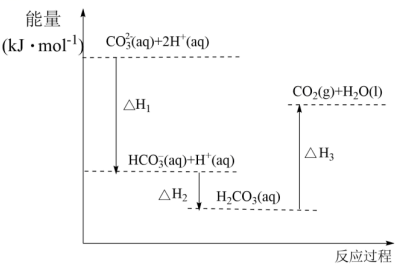 能量
(kJ·mol⁻¹)
CO₃²⁻(aq)+2H⁺(aq)
CO₂(g)+H₂O(l)
△H₁
△H₃
HCO₃⁻(aq)+H⁺(aq)
△H₂
H₂CO₃(aq)
反应过程